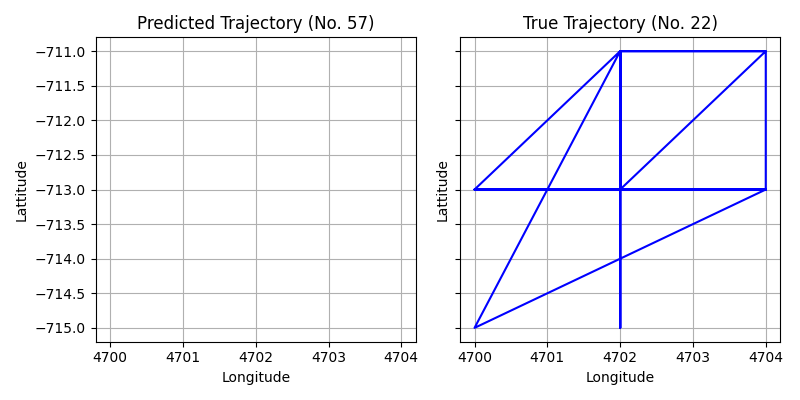 Predicted Trajectory (No. 57)
−711.0
−711.5
−712.0
−712.5
−713.0
−713.5
−714.0
−714.5
−715.0
Lattitude
4700 4701 4702 4703 4704
Longitude
True Trajectory (No. 22)
Lattitude
4700 4701 4702 4703 4704
Longitude